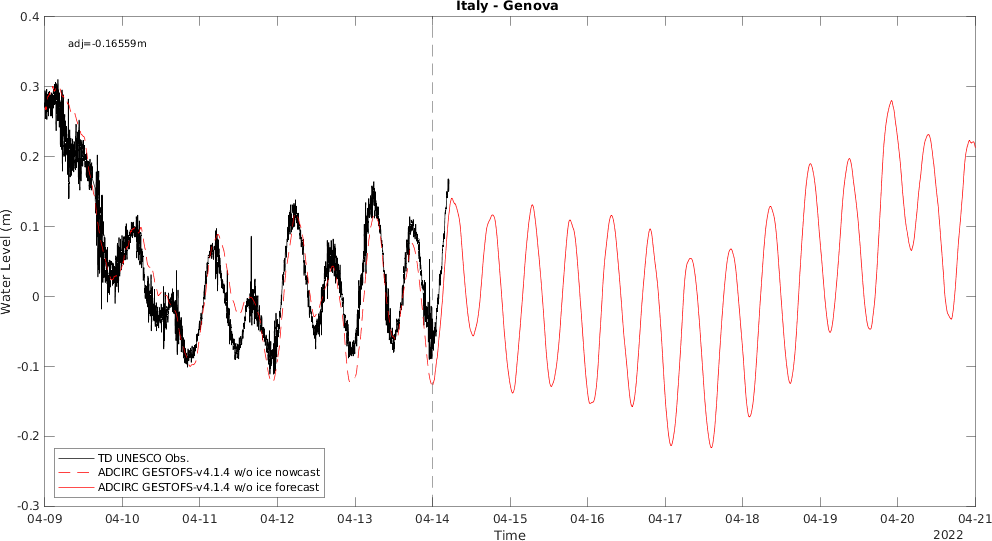 Italy - Genova
adj=-0.16559m
0.4
0.3
0.2
0.1
0
-0.1
-0.2
-0.3
Water Level (m)
TD UNESCO Obs.
ADCIRC GESTOFS-v4.1.4 w/o ice nowcast
ADCIRC GESTOFS-v4.1.4 w/o ice forecast
04-09 04-10 04-11 04-12 04-13 04-14 04-15 04-16 04-17 04-18 04-19 04-20 04-21
Time
2022